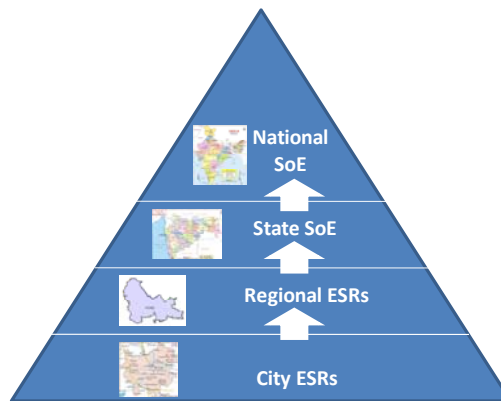 National
SoE
State SoE
Regional ESRs
City ESRs